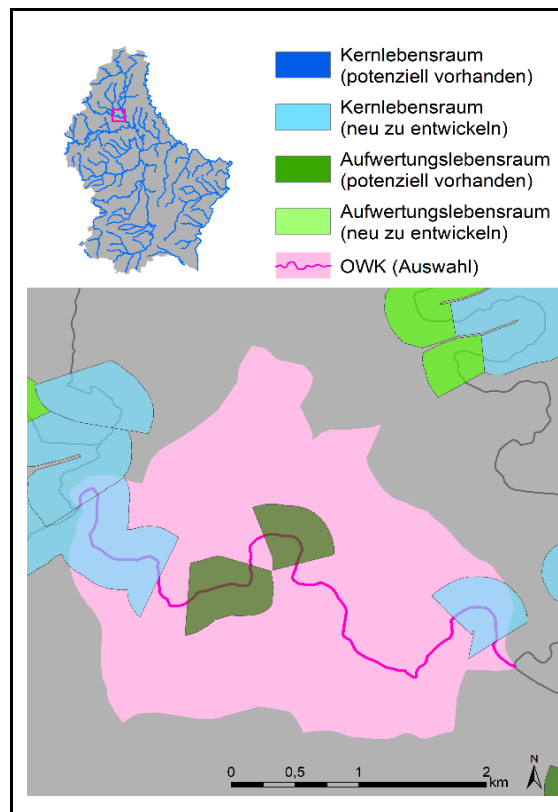 Kernlebensraum
(potenziell vorhanden)
Kernlebensraum
(neu zu entwickeln)
Aufwertungslebensraum
(potenziell vorhanden)
Aufwertungslebensraum
(neu zu entwickeln)
OWK (Auswahl)
0 0,5 1 2
km
N